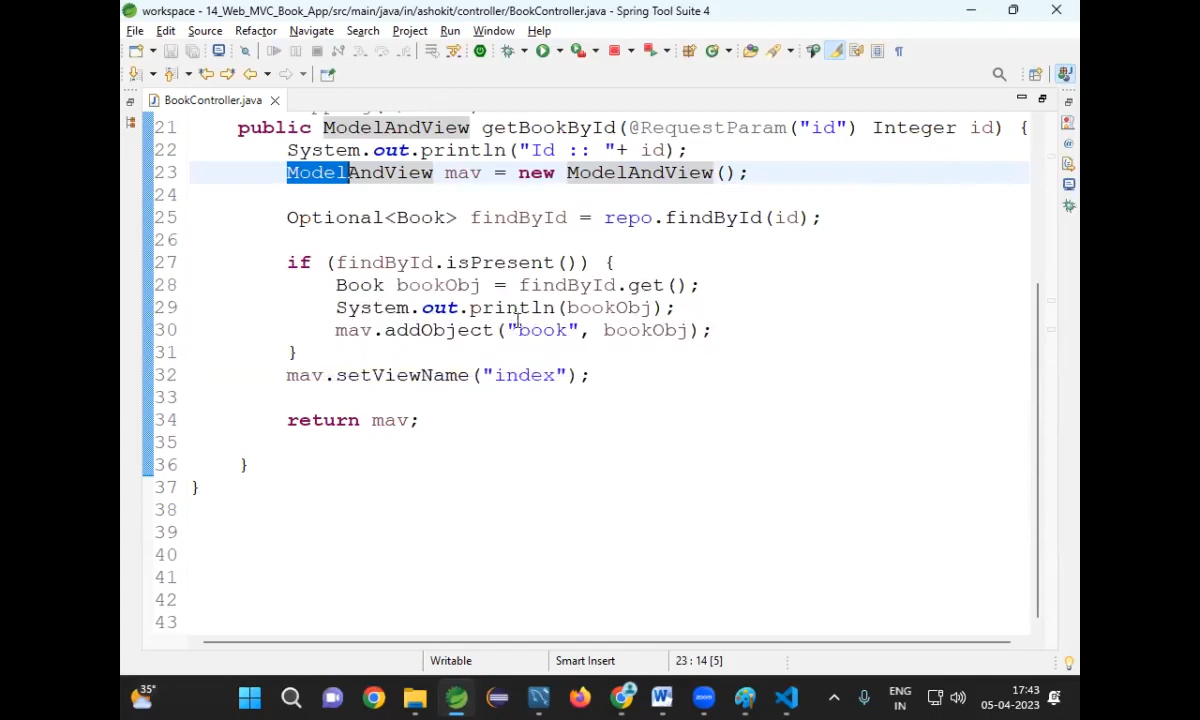 workspace - 14_Web_MVC_Book_App/src/main/java/in/ashokit/controller/BookController.java - Spring Tool Suite 4
File Edit Source Refactor Navigate Search Project Run Window Help
BookController.java
21 public ModelAndView getBookById(@RequestParam("id") Integer id) {
22 System.out.println("Id :: "+ id);
23 ModelAndView mav = new ModelAndView();
24
25 Optional<Book> findById = repo.findById(id);
26
27 if (findById.isPresent()) {
28 Book bookObj = findById.get();
29 System.out.println(bookObj);
30 mav.addObject("book", bookObj);
31 }
32 mav.setViewName("index");
33
34 return mav;
35
36 }
37 }
38
39
40
41
42
43
Writable Smart Insert 23 : 14 [5]
35° ENG 17:43
IN 05-04-2023